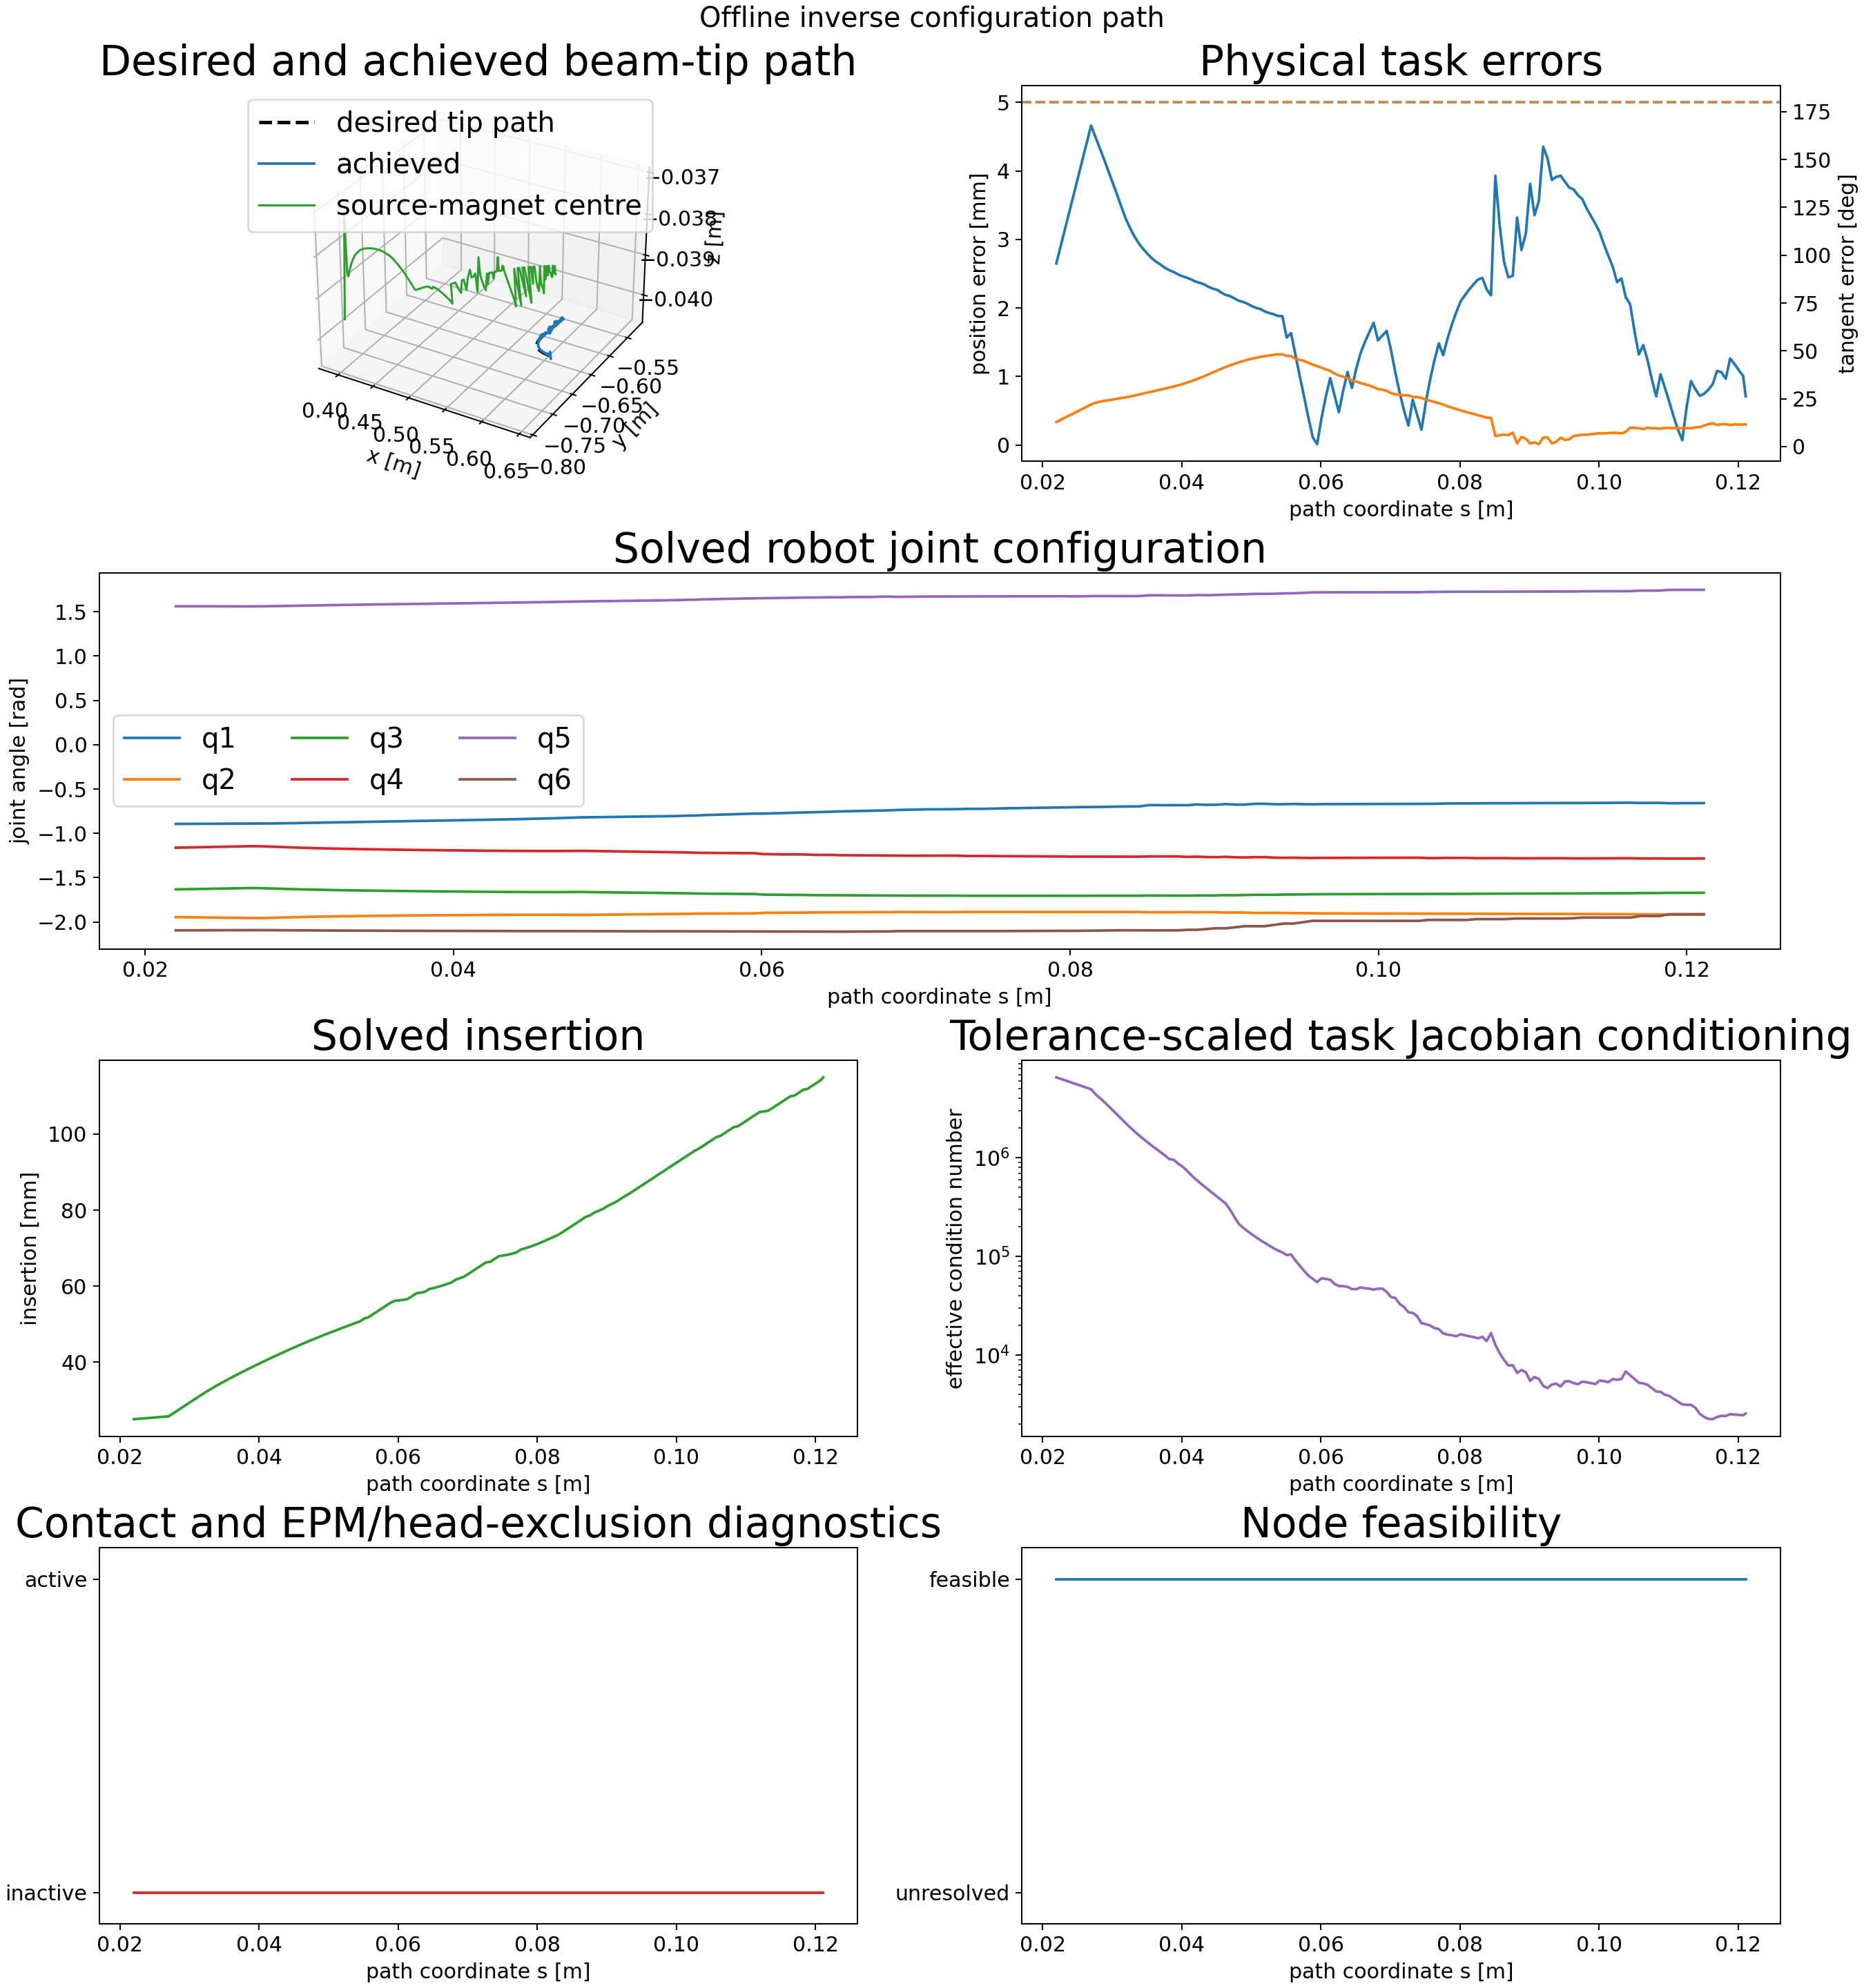 Offline inverse configuration path
Desired and achieved beam-tip path
desired tip path
achieved
source-magnet centre
−0.037
−0.038
−0.039
−0.040
z [m]
−0.55
−0.60
−0.65
−0.70
−0.75
−0.80
y [m]
0.40
0.45
0.50
0.55
0.60
0.65
x [m]
Physical task errors
5
4
3
2
1
0
position error [mm]
175
150
125
100
75
50
25
0
tangent error [deg]
0.02 0.04 0.06 0.08 0.10 0.12
path coordinate s [m]
Solved robot joint configuration
1.5
1.0
0.5
0.0
−0.5
−1.0
−1.5
−2.0
joint angle [rad]
q1 q3 q5
q2 q4 q6
0.02 0.04 0.06 0.08 0.10 0.12
path coordinate s [m]
Solved insertion
100
80
60
40
insertion [mm]
0.02 0.04 0.06 0.08 0.10 0.12
path coordinate s [m]
Tolerance-scaled task Jacobian conditioning
10⁶
10⁵
10⁴
effective condition number
0.02 0.04 0.06 0.08 0.10 0.12
path coordinate s [m]
Contact and EPM/head-exclusion diagnostics
active
inactive
0.02 0.04 0.06 0.08 0.10 0.12
path coordinate s [m]
Node feasibility
feasible
unresolved
0.02 0.04 0.06 0.08 0.10 0.12
path coordinate s [m]